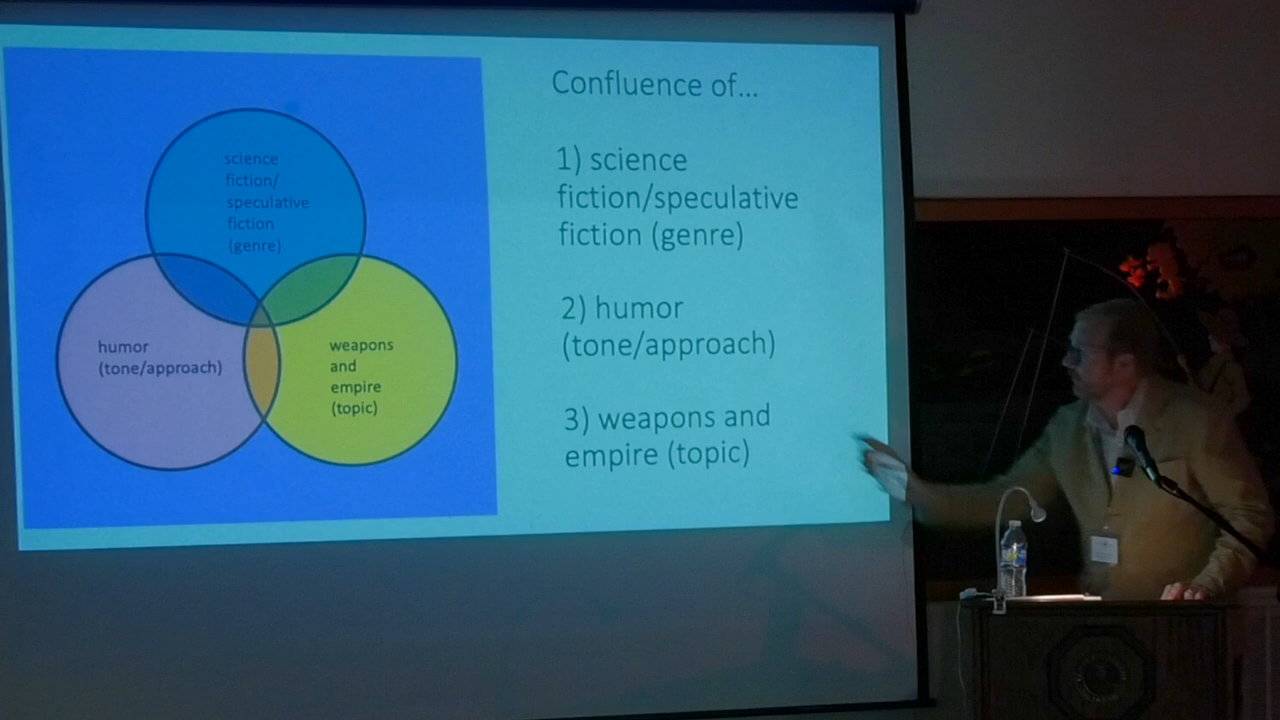 science
fiction/
speculative
fiction
(genre)
humor
(tone/approach)
weapons
and
empire
(topic)
Confluence of...
1) science
fiction/speculative
fiction (genre)
2) humor
(tone/approach)
3) weapons and
empire (topic)